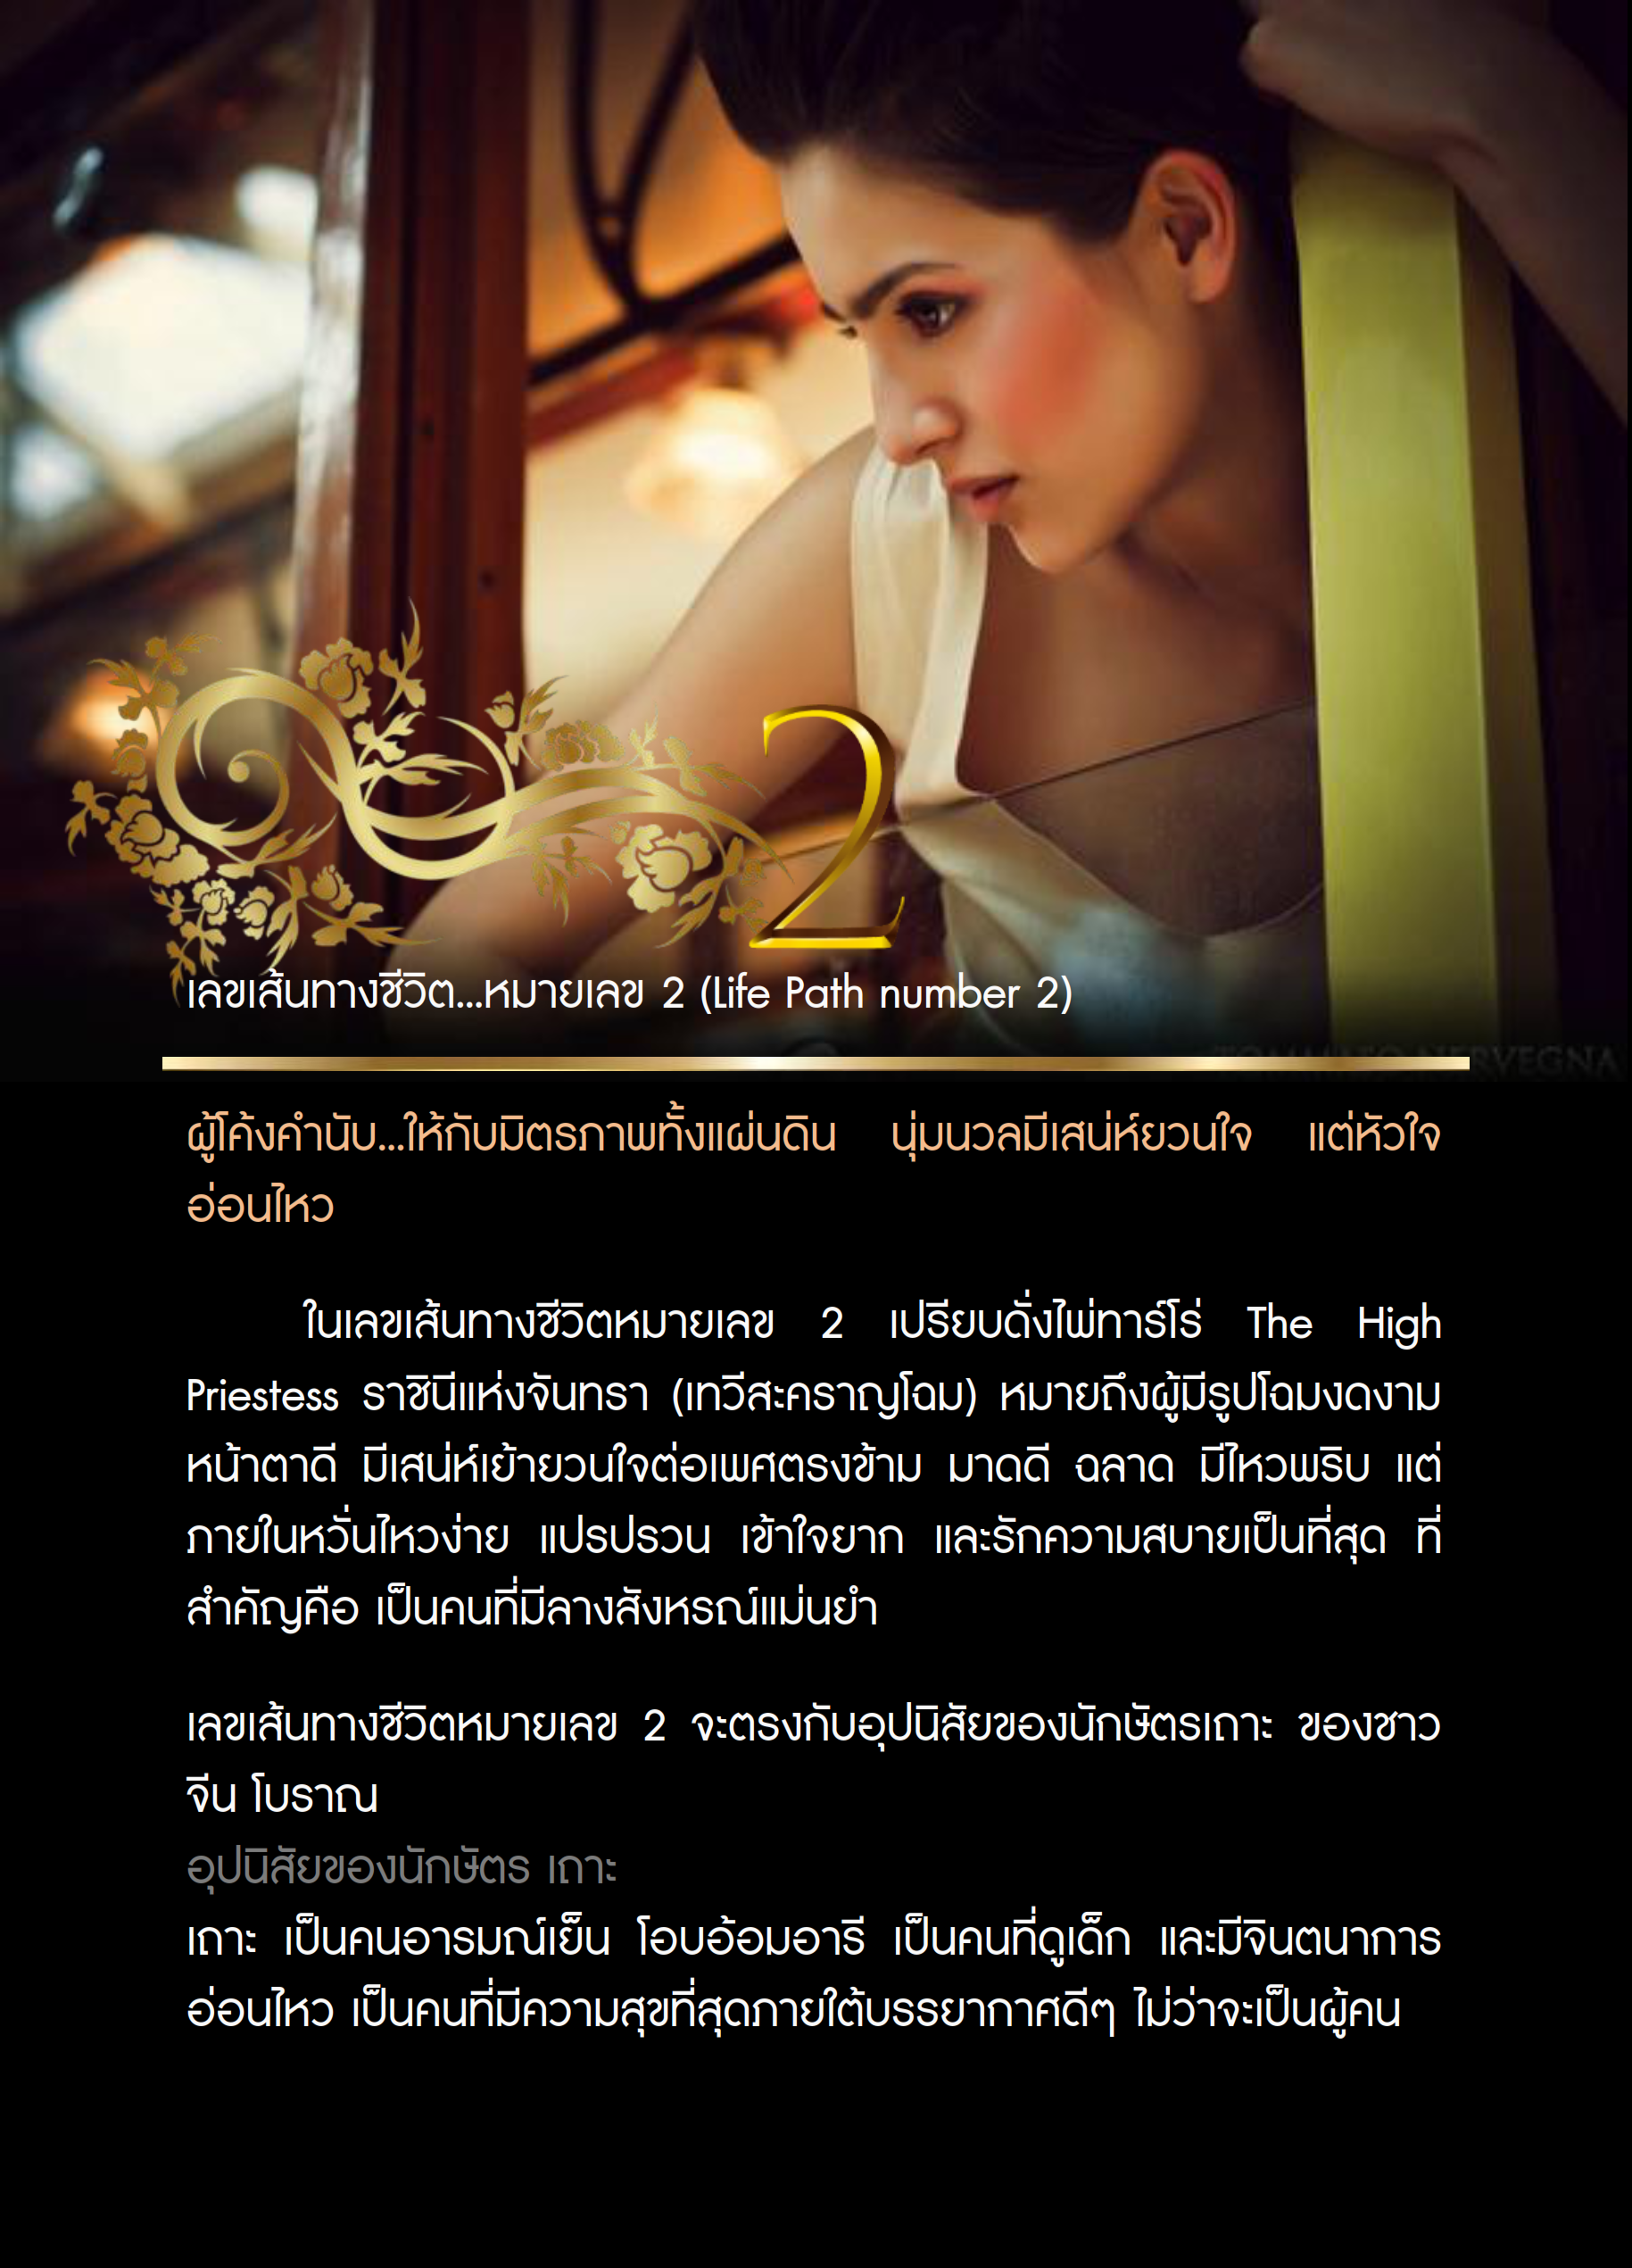 2
เลขเส้นทางชีวิต...หมายเลข 2 (Life Path number 2)
ผู้โค้งคำนับ...ให้กับมิตรภาพทั้งแผ่นดิน นุ่มนวลมีเสน่ห์ยวนใจ แต่หัวใจ
อ่อนไหว
ในเลขเส้นทางชีวิตหมายเลข 2 เปรียบดั่งไพ่ทาร์โร่ The High
Priestess ราชินีแห่งจันทรา (เทวีสะคราญโฉม) หมายถึงผู้มีรูปโฉมงดงาม
หน้าตาดี มีเสน่ห์เย้ายวนใจต่อเพศตรงข้าม มาดดี ฉลาด มีไหวพริบ แต่
ภายในหวั่นไหวง่าย แปรปรวน เข้าใจยาก และรักความสบายเป็นที่สุด ที่
สำคัญคือ เป็นคนที่มีลางสังหรณ์แม่นยำ
เลขเส้นทางชีวิตหมายเลข 2 จะตรงกับอุปนิสัยของนักษัตรเถาะ ของชาว
จีน โบราณ
อุปนิสัยของนักษัตร เถาะ
เถาะ เป็นคนอารมณ์เย็น โอบอ้อมอารี เป็นคนที่ดูเด็ก และมีจินตนาการ
อ่อนไหว เป็นคนที่มีความสุขที่สุดภายใต้บรรยากาศดีๆ ไม่ว่าจะเป็นผู้คน